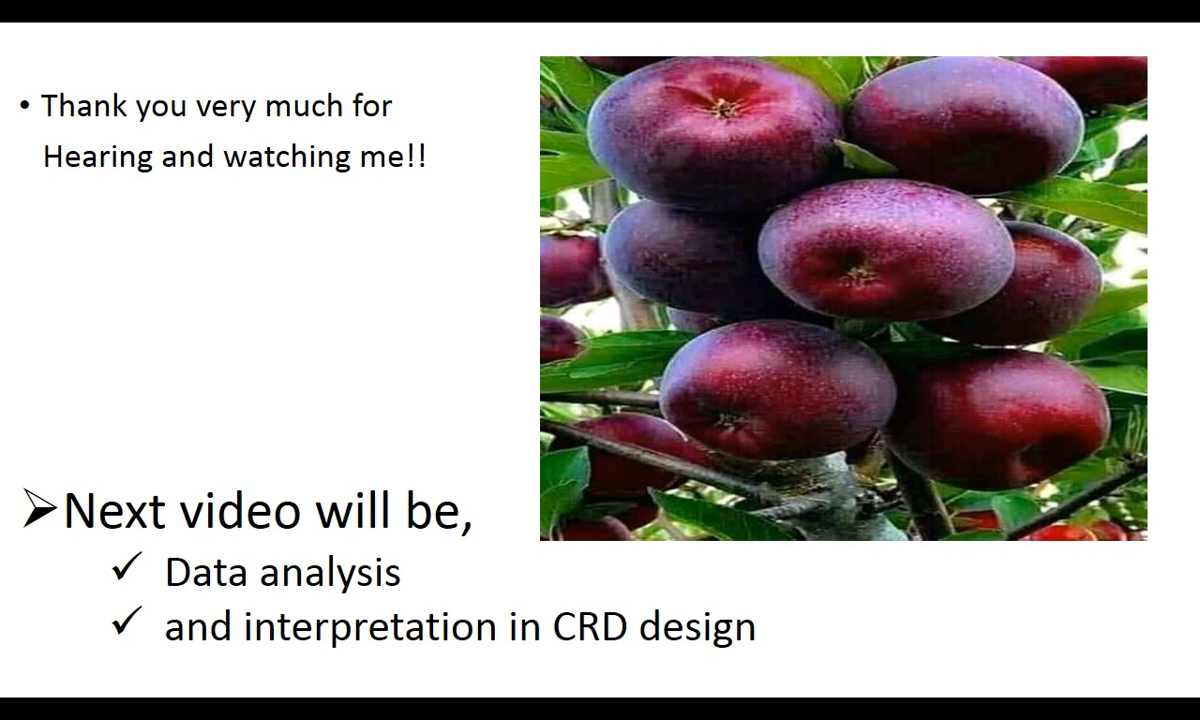 • Thank you very much for
Hearing and watching me!!
➢Next video will be,
✓ Data analysis
✓ and interpretation in CRD design